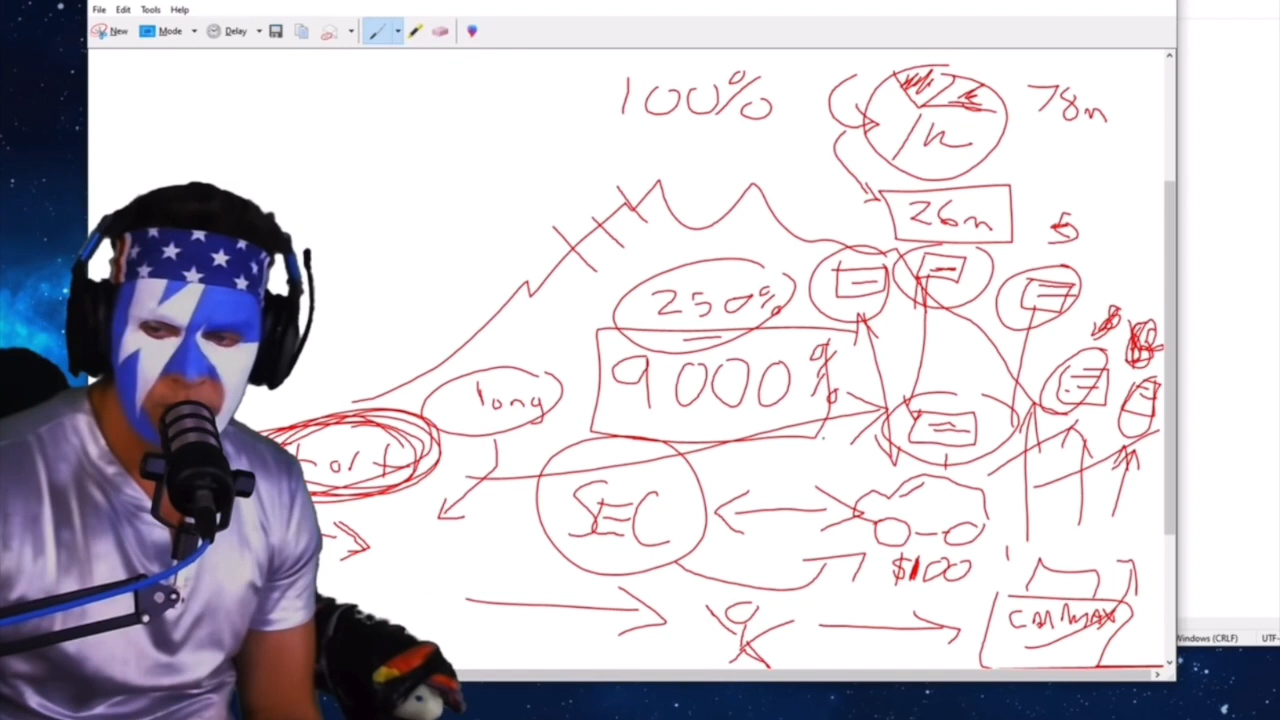 File Edit Tools Help
New Mode Delay
100%
78m
26m
5
250%
9000%
long
SEC
$100
carmax
Windows (CRLF)
UTF-